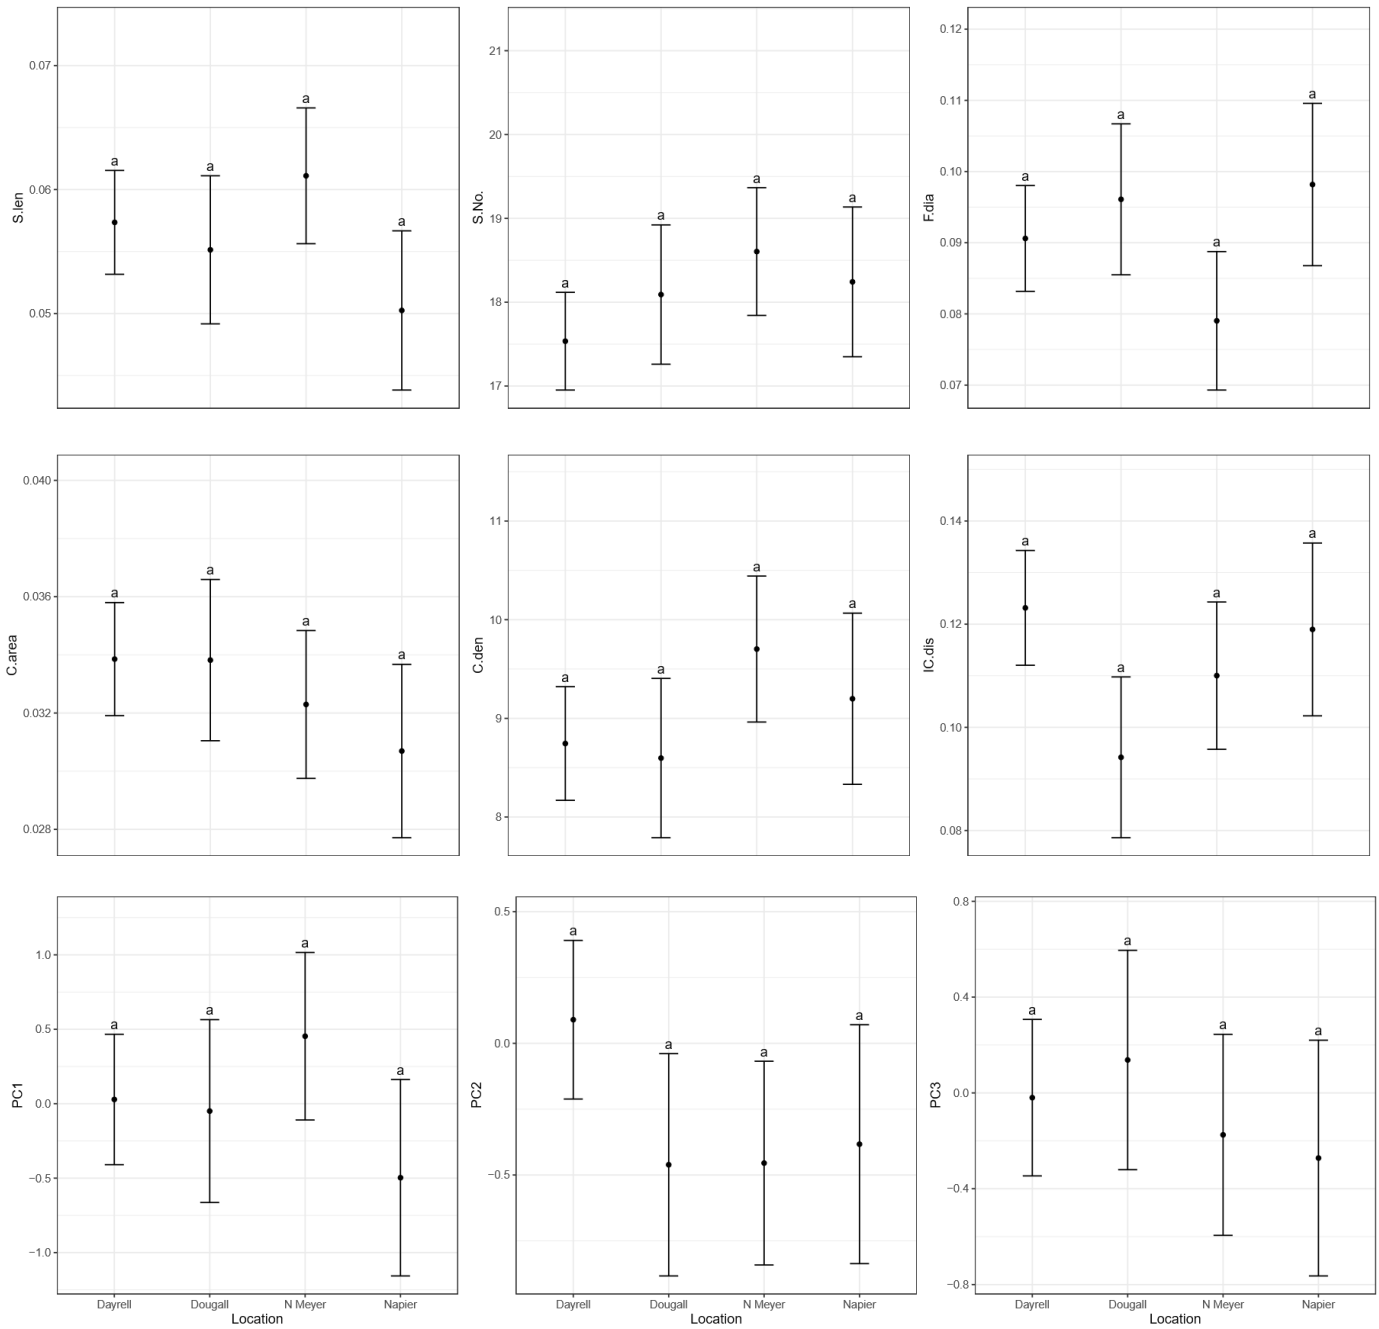 S.len
0.07
0.06
0.05
a a a a
S.No.
21
20
19
18
17
a a a a
F.dia
0.12
0.11
0.10
0.09
0.08
0.07
a a a a
C.area
0.040
0.036
0.032
0.028
a a a a
C.den
11
10
9
8
a a a a
IC.dis
0.14
0.12
0.10
0.08
a a a a
PC1
1.0
0.5
0.0
−0.5
−1.0
a a a a
Dayrell Dougall N Meyer Napier
Location
PC2
0.5
0.0
−0.5
a a a a
Dayrell Dougall N Meyer Napier
Location
PC3
0.8
0.4
0.0
−0.4
−0.8
a a a a
Dayrell Dougall N Meyer Napier
Location